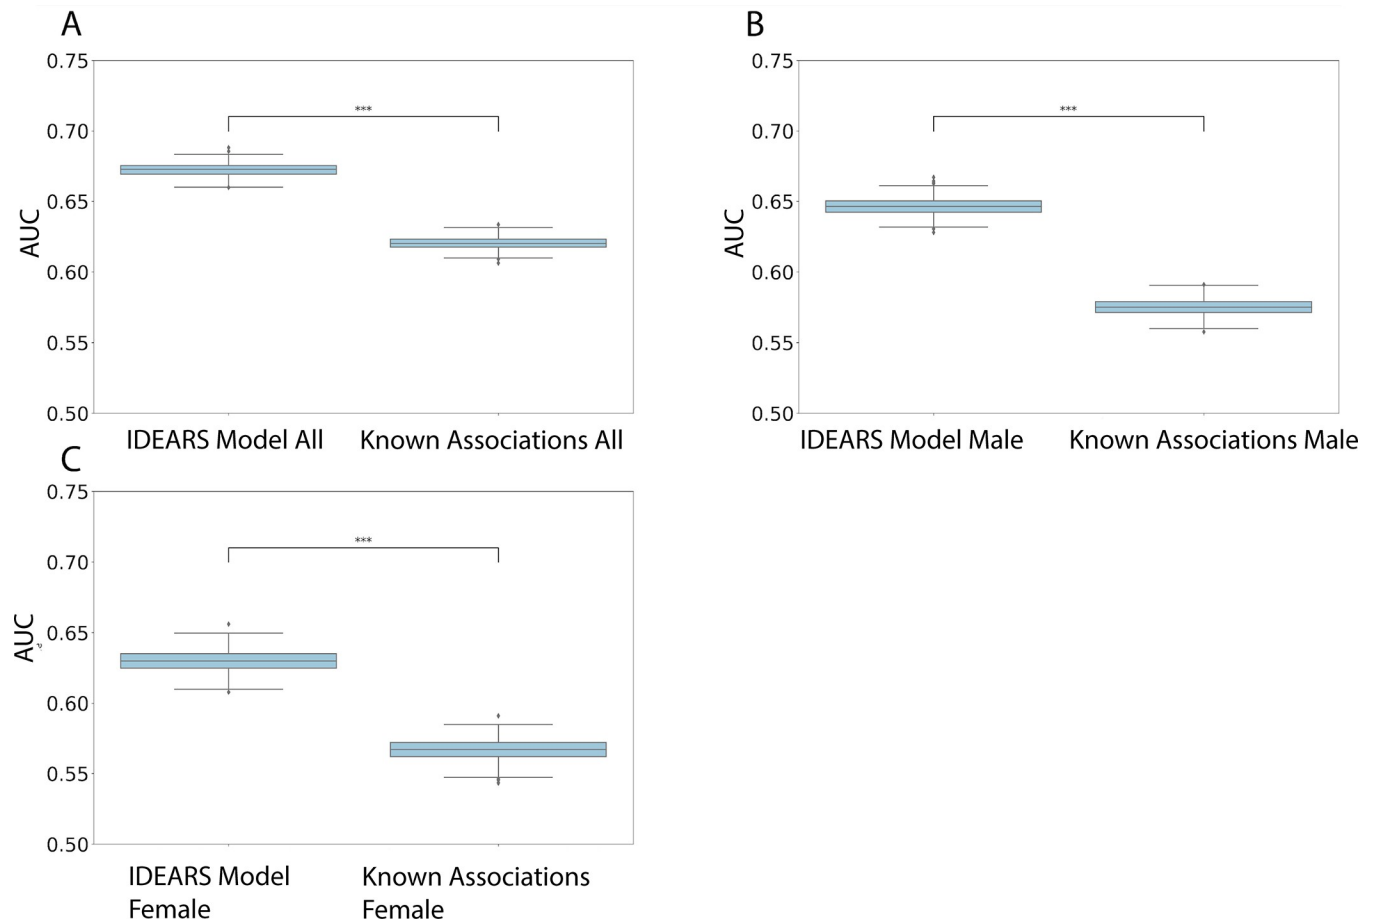 A
0.75
0.70
0.65
0.60
0.55
0.50
AUC
***
IDEARS Model All
Known Associations All
B
0.75
0.70
0.65
0.60
0.55
0.50
AUC
***
IDEARS Model Male
Known Associations Male
C
0.75
0.70
0.65
0.60
0.55
0.50
AUC
***
IDEARS Model
Female
Known Associations
Female